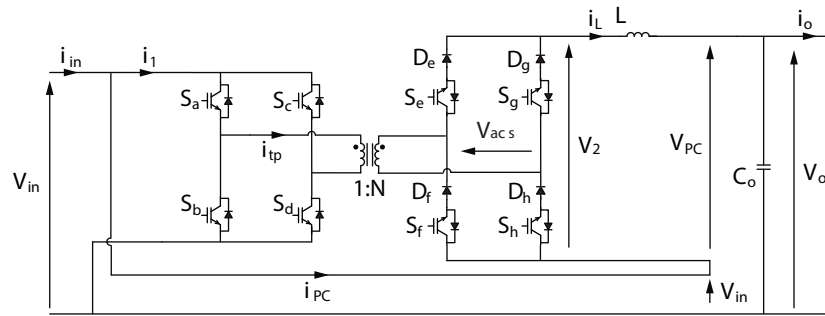 i_L L i_o
i_in i_1 D_e D_g
S_a S_c S_e S_g
V_ac s
i_tp V_2 V_PC
V_in 1:N C_o V_o
D_f D_h
S_b S_d S_f S_h
i_PC V_in